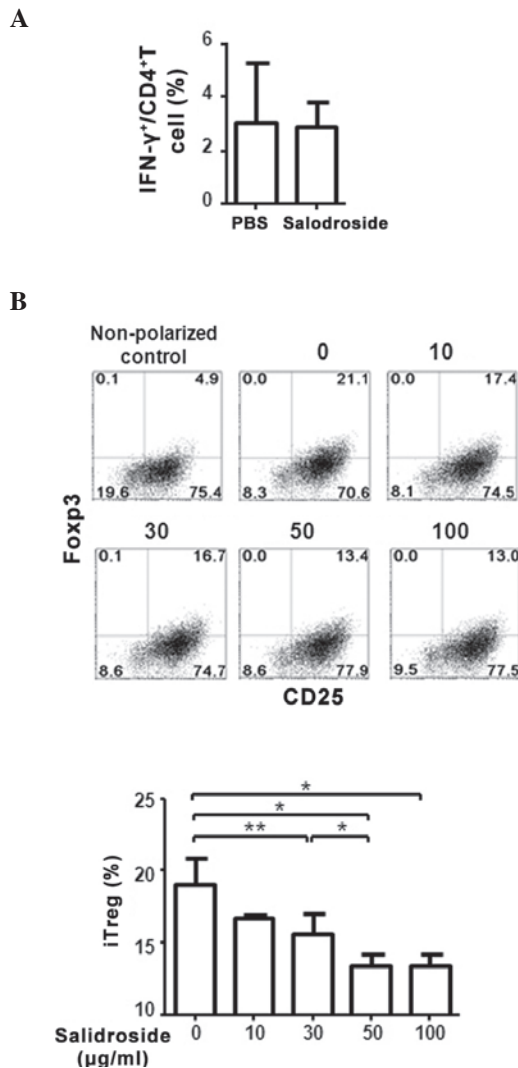 A
IFN-γ⁺/CD4⁺T
cell (%)
6
4
2
0
PBS Salodroside
B
Non-polarized
control
0
10
0.1 4.9
19.6 75.4
0.0 21.1
8.3 70.6
0.0 17.4
8.1 74.5
Foxp3
30
50
100
0.1 16.7
8.6 74.7
0.0 13.4
8.6 77.9
0.0 13.0
9.5 77.5
CD25
iTreg (%)
25
20
15
10
*
*
** *
Salidroside 0 10 30 50 100
(µg/ml)